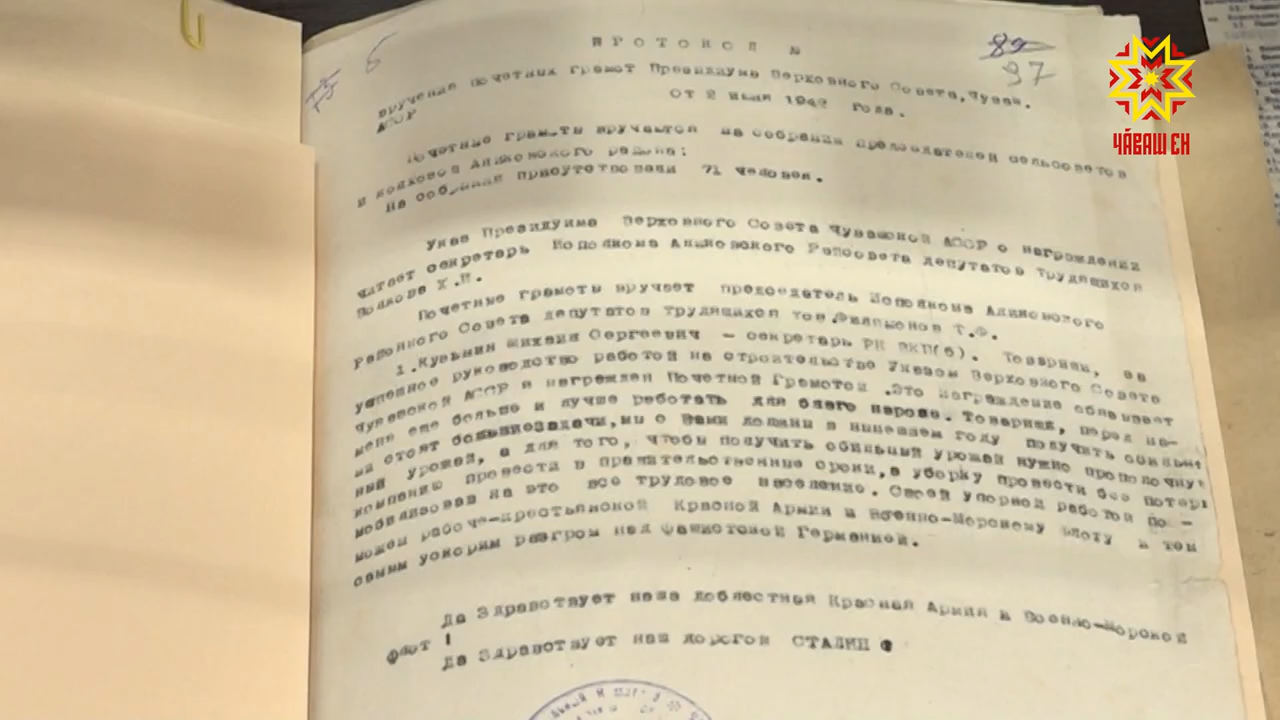 ПРОТОКОЛ №
вручения почетных грамот Президиума Верховного Совета, Чуваш.
АССР
От 2 июня 1942 года.
89
97
Почетные грамоты вручаются на собрании председателей сельсоветов
и колхозов Аликовского района:
На собрании присутствовали 71 человек.
Указ Президиума Верховного Совета Чувашской АССР о награждении
читает секретарь Исполкома Аликовского Райсовета депутатов трудящихся
Почетные грамоты вручает председатель Исполкома Аликовского
Районного Совета депутатов трудящихся тов. Филимонов Т.Ф.
1. Кузьмин Михаил Сергеевич – секретарь РК ВКП(б). Товарищи, за
успешное руководство работой на строительстве Указом Верховного Совета
Чувашской АССР я награжден Почетной Грамотой .Это награждение обязывает
меня еще больше и лучше работать для блага народа. Товарищи, перед на-
ми стоят большие задачи, мы с Вами должны в нынешнем году получить обильн
ный урожай, а для того, чтобы получить обильный урожай нужно прополочную
компанию провести в правительственные сроки, а уборку провести без потерь
мобилизовав на это все трудовое население. Своей упорной работой по -
можем рабоче-крестьянской Красной Армии и Военно-Морскому Флоту и тем
самым ускорим разгром над фашистской Германией.
Да Здравствует наша доблестная Красная Армия и Военно-Морской
Флот !
Да Здравствует наш дорогой СТАЛИН
ЧӐВАШ ЕН